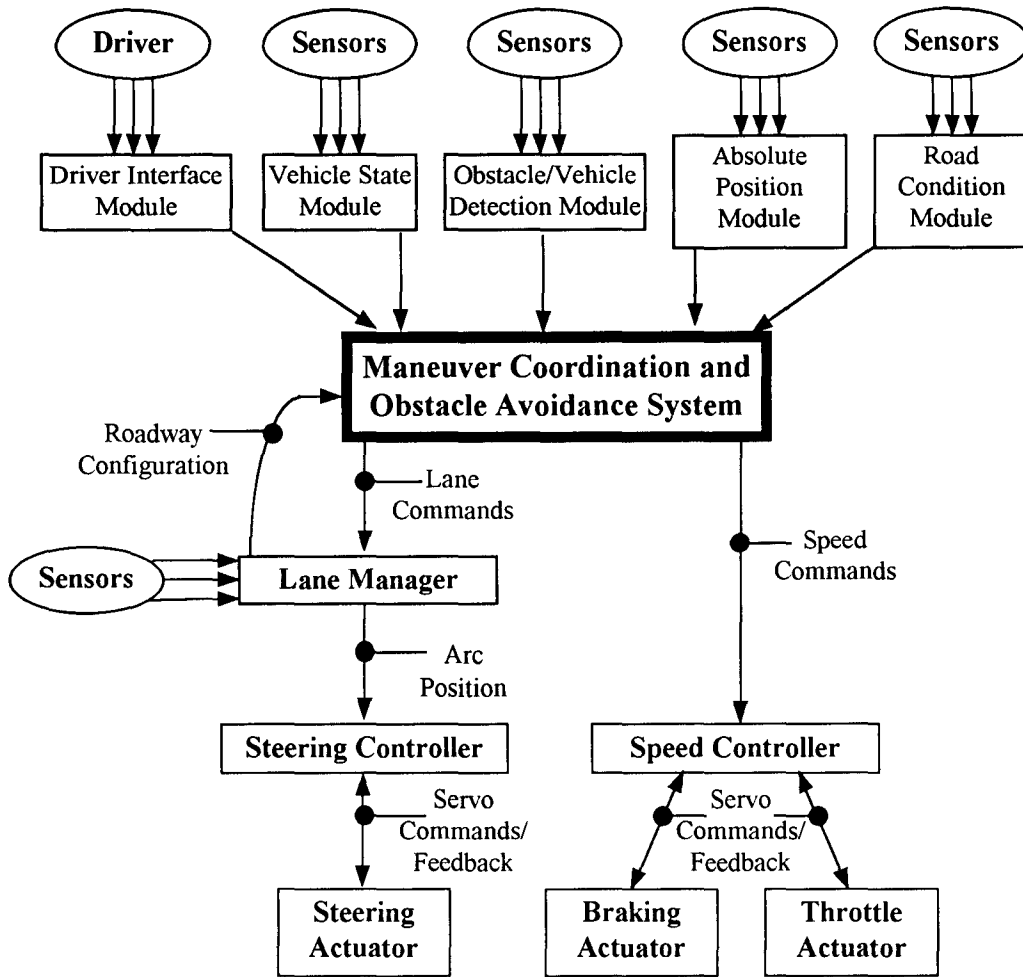 Driver
Sensors
Sensors
Sensors
Sensors
Driver Interface
Module
Vehicle State
Module
Obstacle/Vehicle
Detection Module
Absolute
Position
Module
Road
Condition
Module
Maneuver Coordination and
Obstacle Avoidance System
Roadway
Configuration
Lane
Commands
Speed
Commands
Sensors
Lane Manager
Arc
Position
Steering Controller
Speed Controller
Servo
Commands/
Feedback
Servo
Commands/
Feedback
Steering
Actuator
Braking
Actuator
Throttle
Actuator